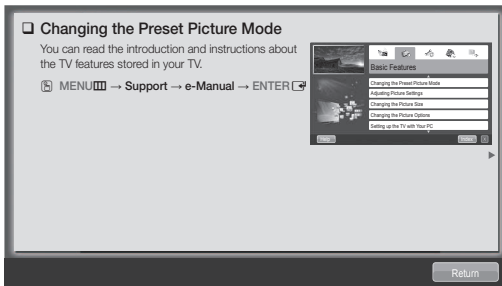 ❑ Changing the Preset Picture Mode
You can read the introduction and instructions about
the TV features stored in your TV.
MENU → Support → e-Manual → ENTER
Basic Features
Changing the Preset Picture Mode
Adjusting Picture Settings
Changing the Picture Size
Changing the Picture Options
Setting up the TV with Your PC
Help
Index
Return